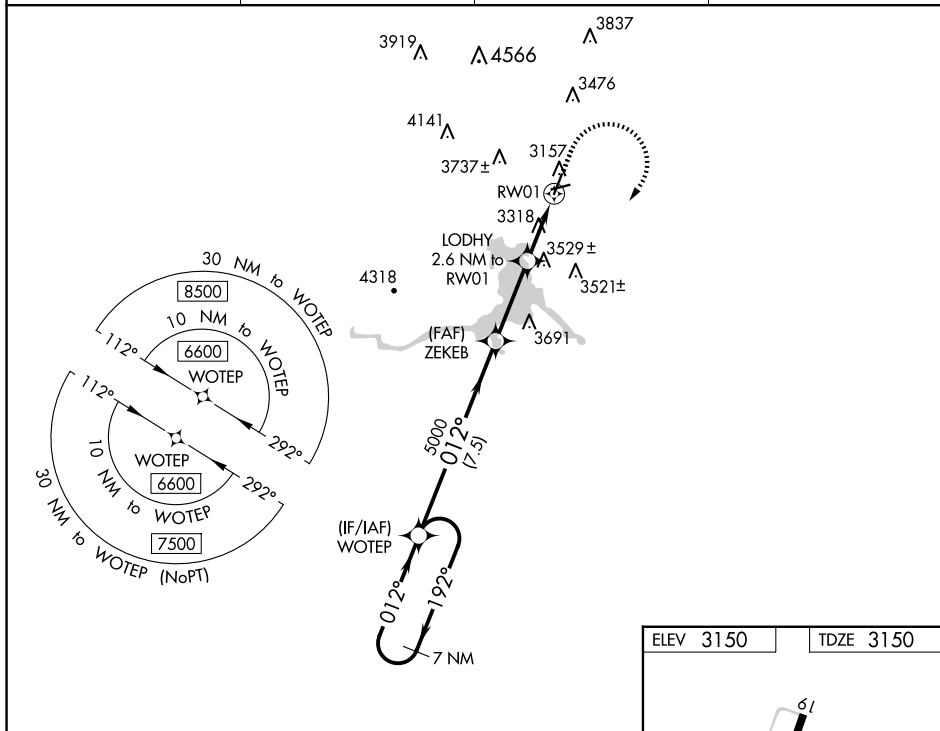 3837
3919
4566
3476
4141
3157
3737±
RW01
3318
LODHY
2.6 NM to
RW01
3529±
4318
3521±
3691
(FAF)
ZEKEB
30 NM to WOTEP
8500
10 NM to WOTEP
6600
WOTEP
112°
292°
112°
292°
WOTEP
6600
10 NM to WOTEP
7500
30 NM to WOTEP (NoPT)
5000
012°
(7.5)
(IF/IAF)
WOTEP
012°
192°
7 NM
ELEV 3150
TDZE 3150
19